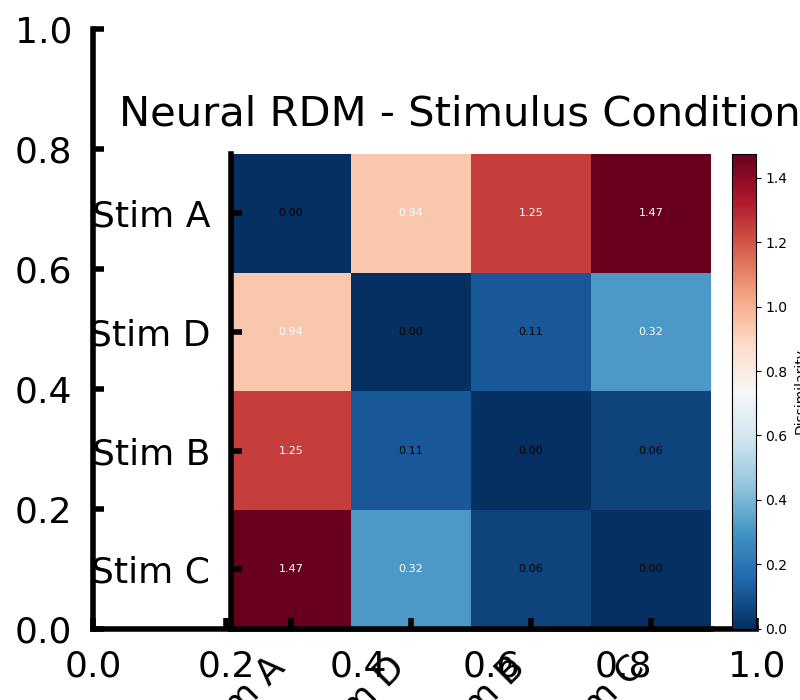 1.0
Neural RDM - Stimulus Condition
0.8
Stim A 0.00 0.94 1.25 1.47
1.4
1.2
0.6
1.0
Stim D 0.94 0.00 0.11 0.32
0.8
0.4
0.6
Stim B 1.25 0.11 0.00 0.06
0.4
0.2
0.2
Stim C 1.47 0.32 0.06 0.00
0.0
0.0
Dissimilarity
0.0 0.2 0.4 0.6 0.8 1.0
m A m D m B m C